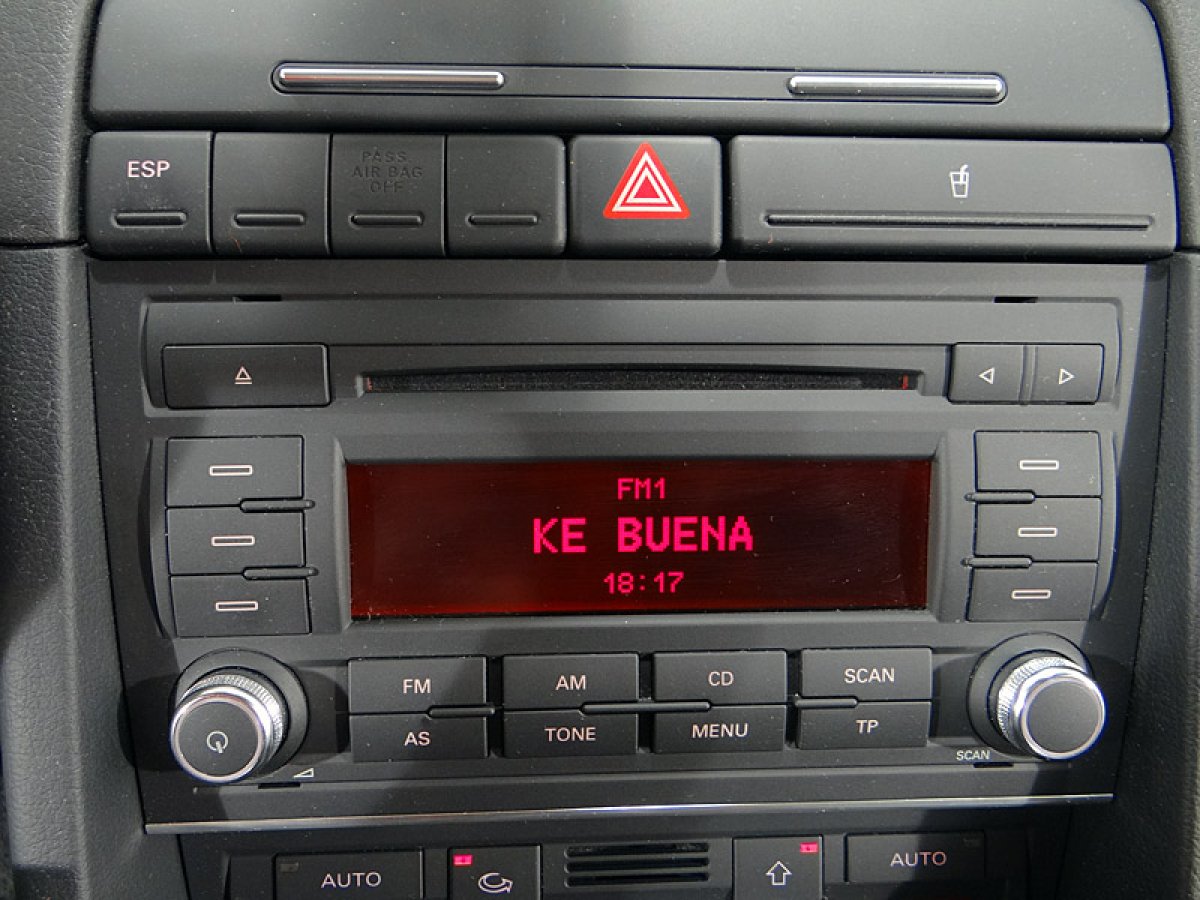 ESP
PASS
AIR BAG
OFF
FM1
KE BUENA
18:17
FM
AM
CD
SCAN
AS
TONE
MENU
TP
SCAN
AUTO
AUTO